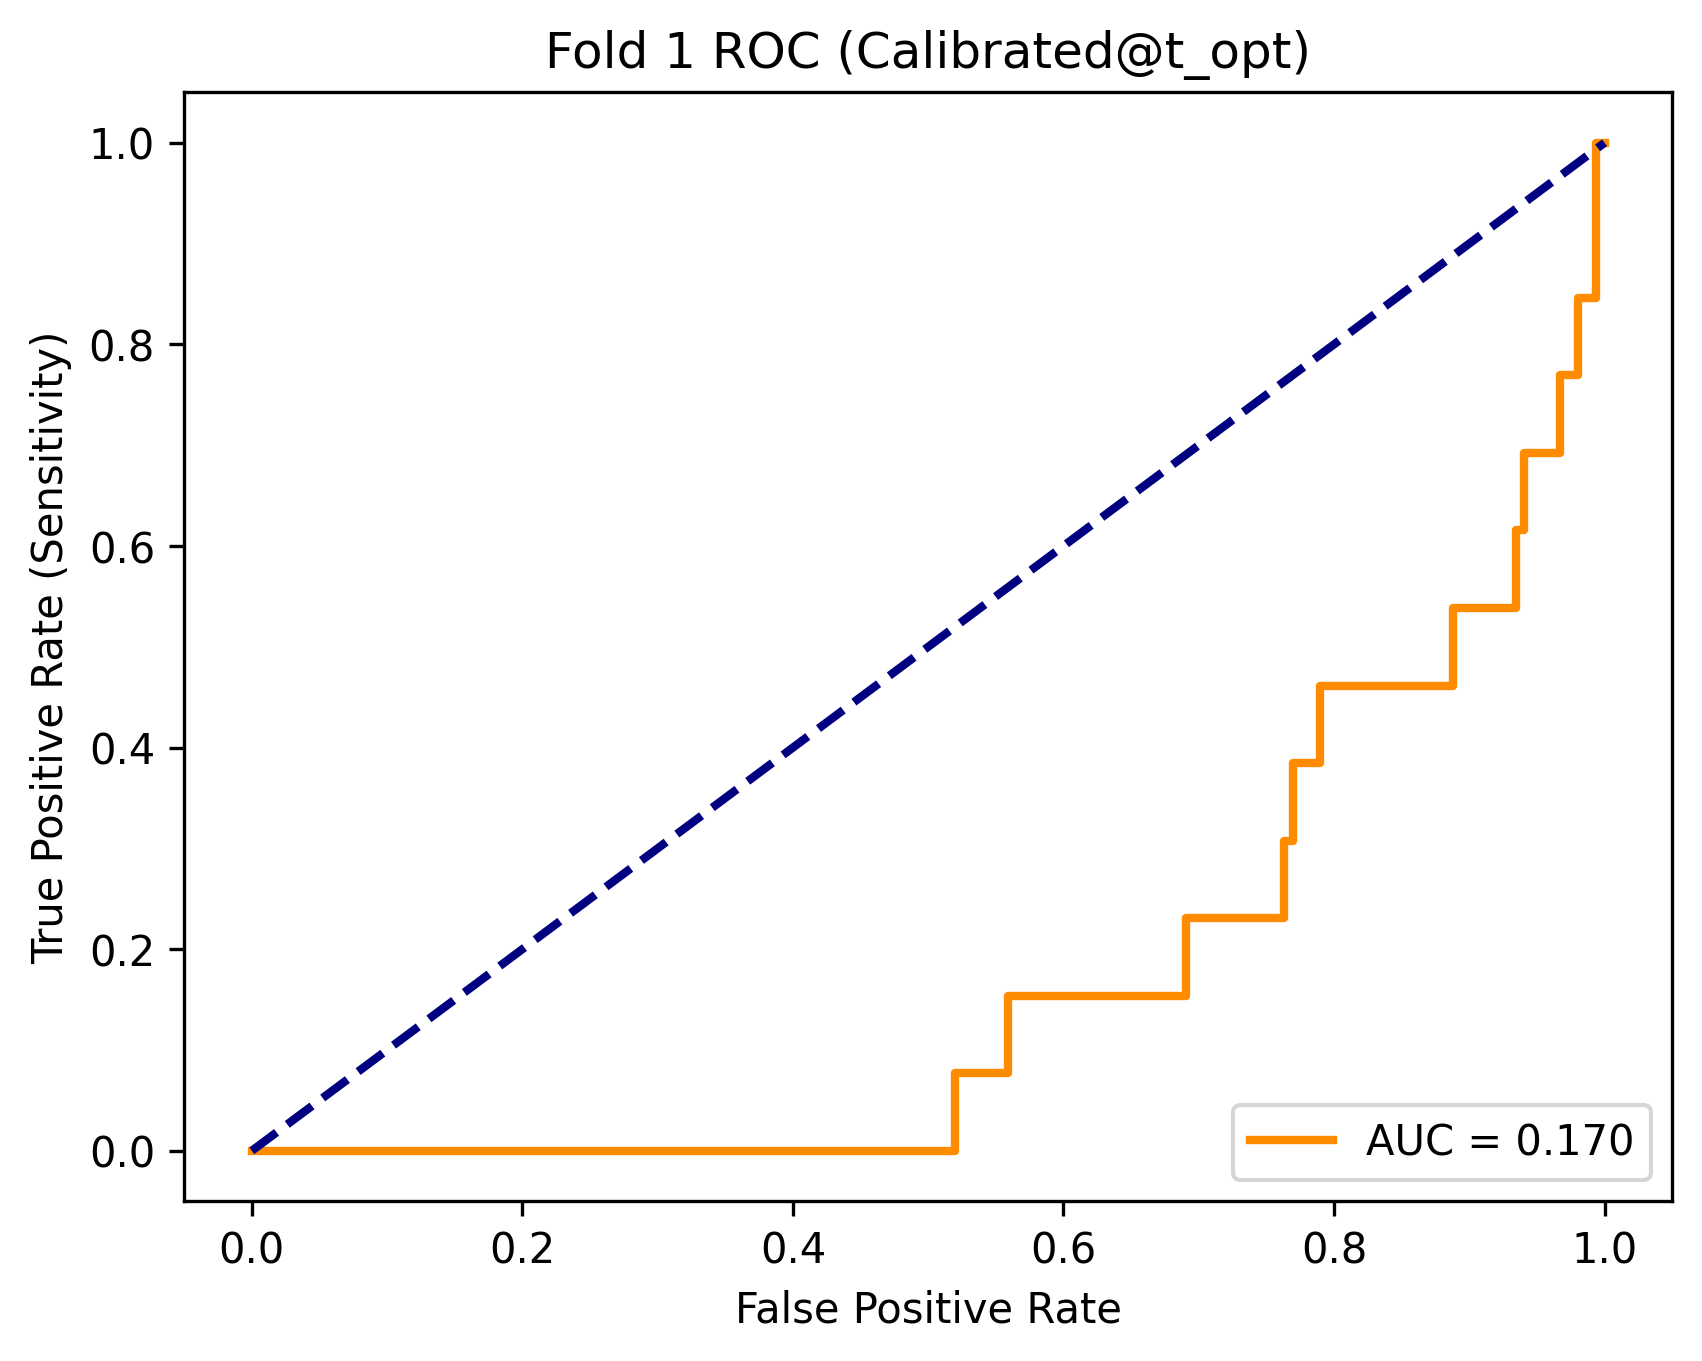 Fold 1 ROC (Calibrated@t_opt)
True Positive Rate (Sensitivity)
1.0
0.8
0.6
0.4
0.2
0.0
AUC = 0.170
0.0 0.2 0.4 0.6 0.8 1.0
False Positive Rate